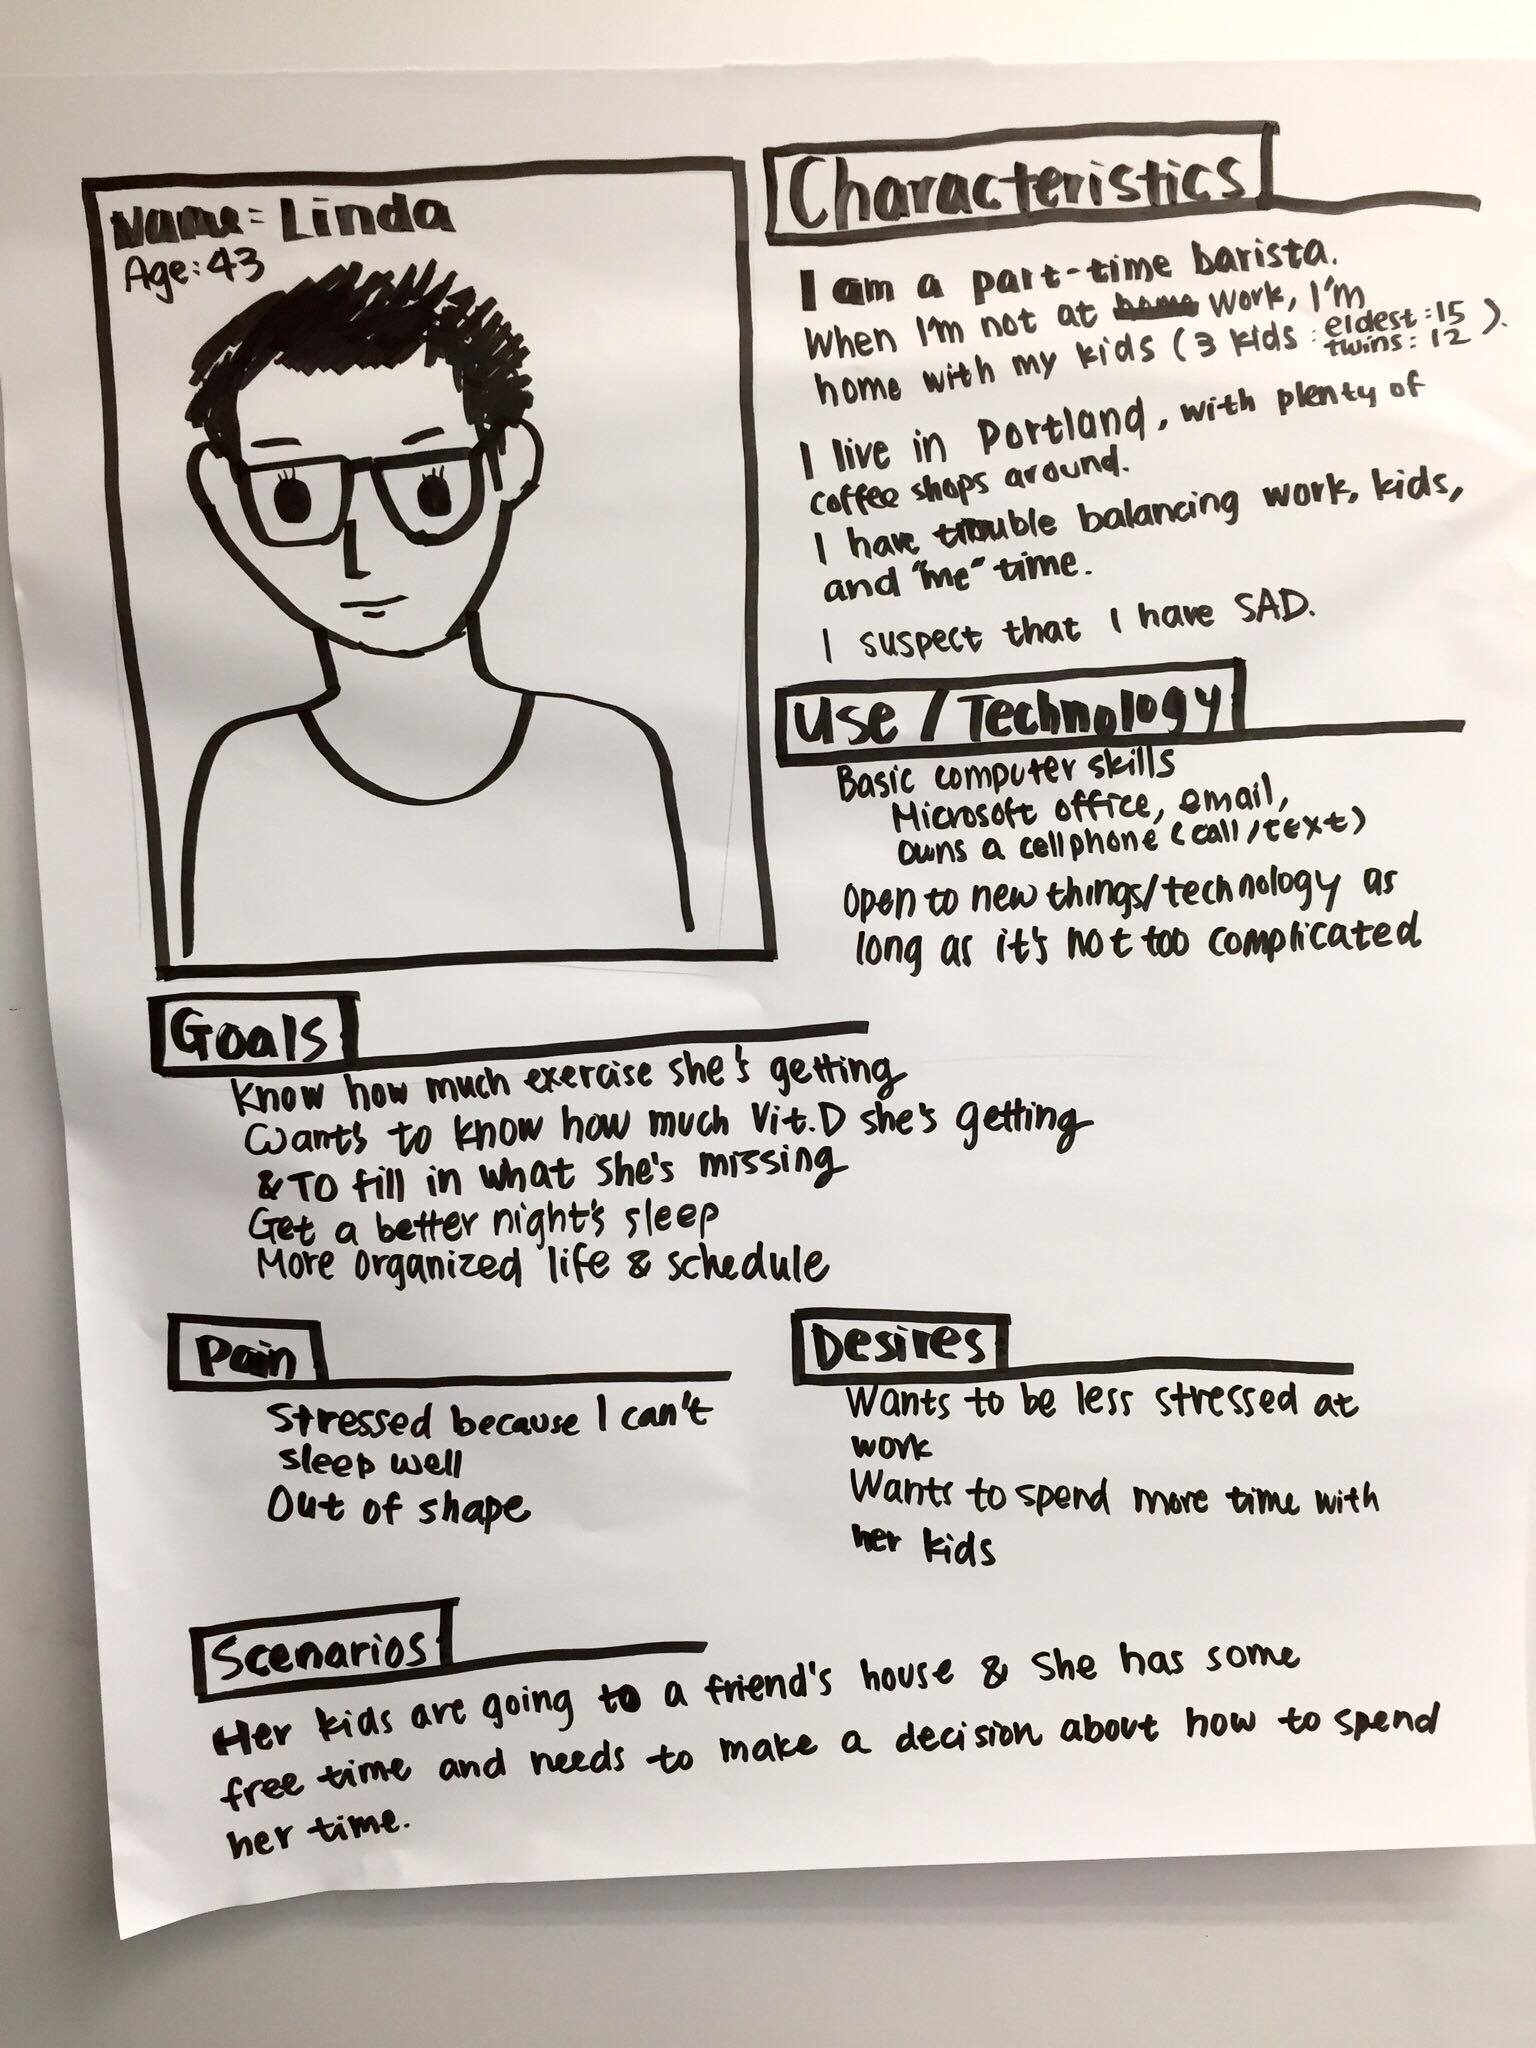 Name: Linda
Age: 43
Characteristics
I am a part-time barista.
When I'm not at work, I'm
home with my kids (3 kids: eldest: 15
twins: 12).
I live in Portland, with plenty of
coffee shops around.
I have trouble balancing work, kids,
and "me" time.
I suspect that I have SAD.
Use / Technology
Basic computer skills
Microsoft office, email,
owns a cellphone (call/text)
Open to new things/technology as
long as it's not too complicated
Goals
Know how much exercise she's getting
Wants to know how much Vit.D she's getting
& To fill in what she's missing
Get a better night's sleep
More organized life & schedule
Pain
Stressed because I can't
sleep well
Out of shape
Desires
Wants to be less stressed at
work
Wants to spend more time with
her kids
Scenarios
Her kids are going to a friend's house & she has some
free time and needs to make a decision about how to spend
her time.